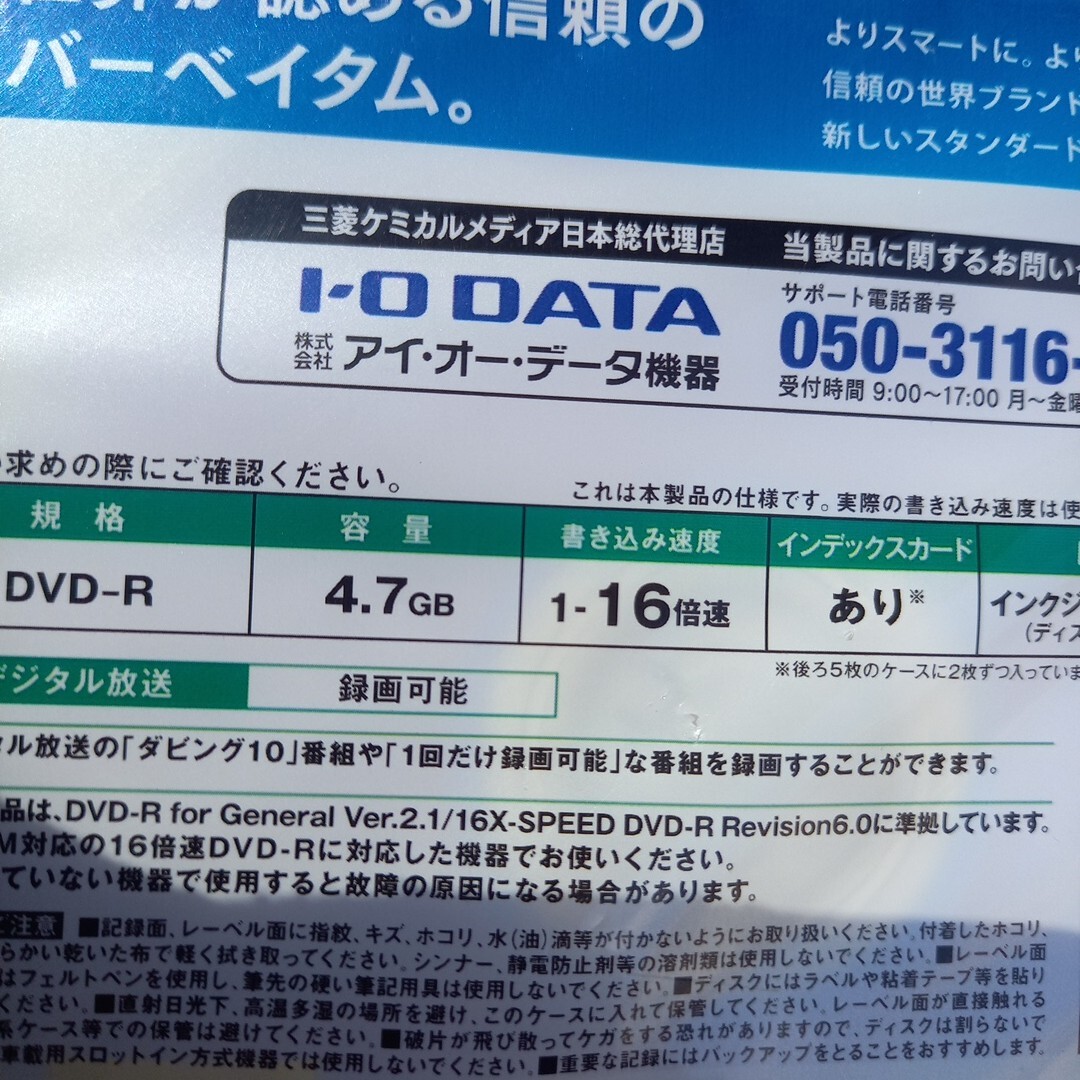 世界が認める信頼の
バーベイタム。
よりスマートに。より
信頼の世界ブランド
新しいスタンダード
三菱ケミカルメディア日本総代理店
当製品に関するお問い合
I-O DATA
株式会社 アイ・オー・データ機器
サポート電話番号
050-3116-
受付時間 9:00〜17:00 月〜金曜
求めの際にご確認ください。
これは本製品の仕様です。実際の書き込み速度は使
規格 容量 書き込み速度 インデックスカード
DVD-R 4.7GB 1-16倍速 あり※ インクジ
(ディス
※後ろ5枚のケースに2枚ずつ入っていま
デジタル放送 録画可能
タル放送の「ダビング10」番組や「1回だけ録画可能」な番組を録画することができます。
品は、DVD-R for General Ver.2.1/16X-SPEED DVD-R Revision6.0に準拠しています。
M対応の16倍速DVD-Rに対応した機器でお使いください。
ていない機器で使用すると故障の原因になる場合があります。
ご注意 ■記録面、レーベル面に指紋、キズ、ホコリ、水(油)滴等が付かないようにお取り扱いください。付着したホコリ、
らかい乾いた布で軽く拭き取ってください。シンナー、静電防止剤等の溶剤類は使用しないでください。■レーベル面
はフェルトペンを使用し、筆先の硬い筆記用具は使用しないでください。■ディスクにはラベルや粘着テープ等を貼り
ください。■直射日光下、高温多湿の場所を避け、このケースに入れて保管してください。レーベル面が直接触れる
系ケース等での保管は避けてください。■破片が飛び散ってケガをする恐れがありますので、ディスクは割らないで
車載用スロットイン方式機器では使用しないでください。■重要な記録にはバックアップをとることをおすすめします。